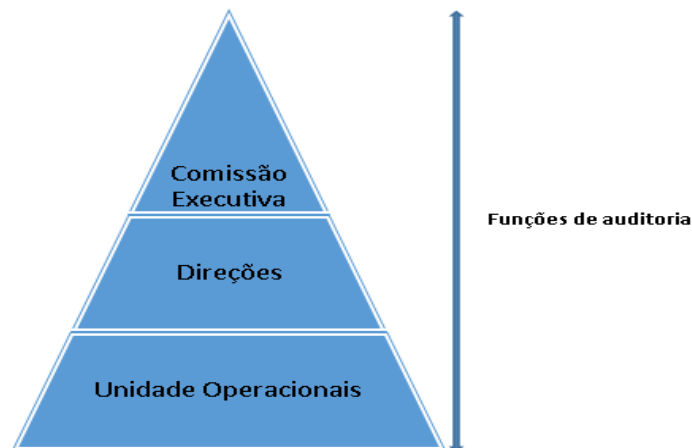 Comissão
Executiva
Funções de auditoria
Direções
Unidade Operacionais